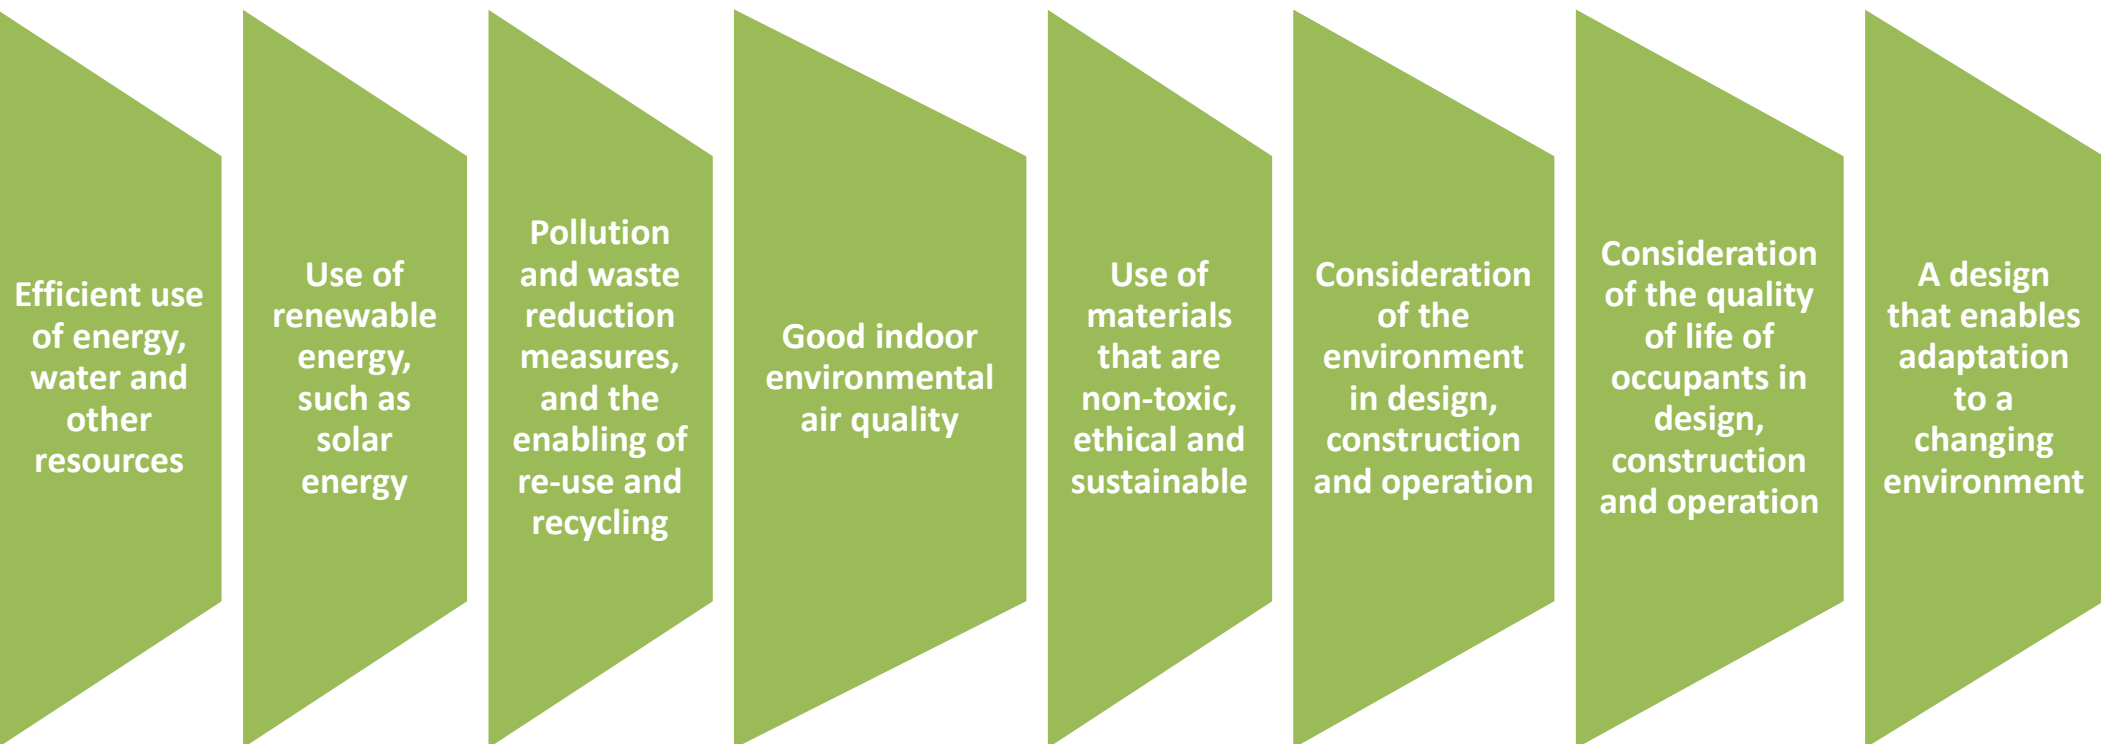 Efficient use
of energy,
water and
other
resources
Use of
renewable
energy,
such as
solar
energy
Pollution
and waste
reduction
measures,
and the
enabling of
re-use and
recycling
Good indoor
environmental
air quality
Use of
materials
that are
non-toxic,
ethical and
sustainable
Consideration
of the
environment
in design,
construction
and operation
Consideration
of the quality
of life of
occupants in
design,
construction
and operation
A design
that enables
adaptation
to a
changing
environment